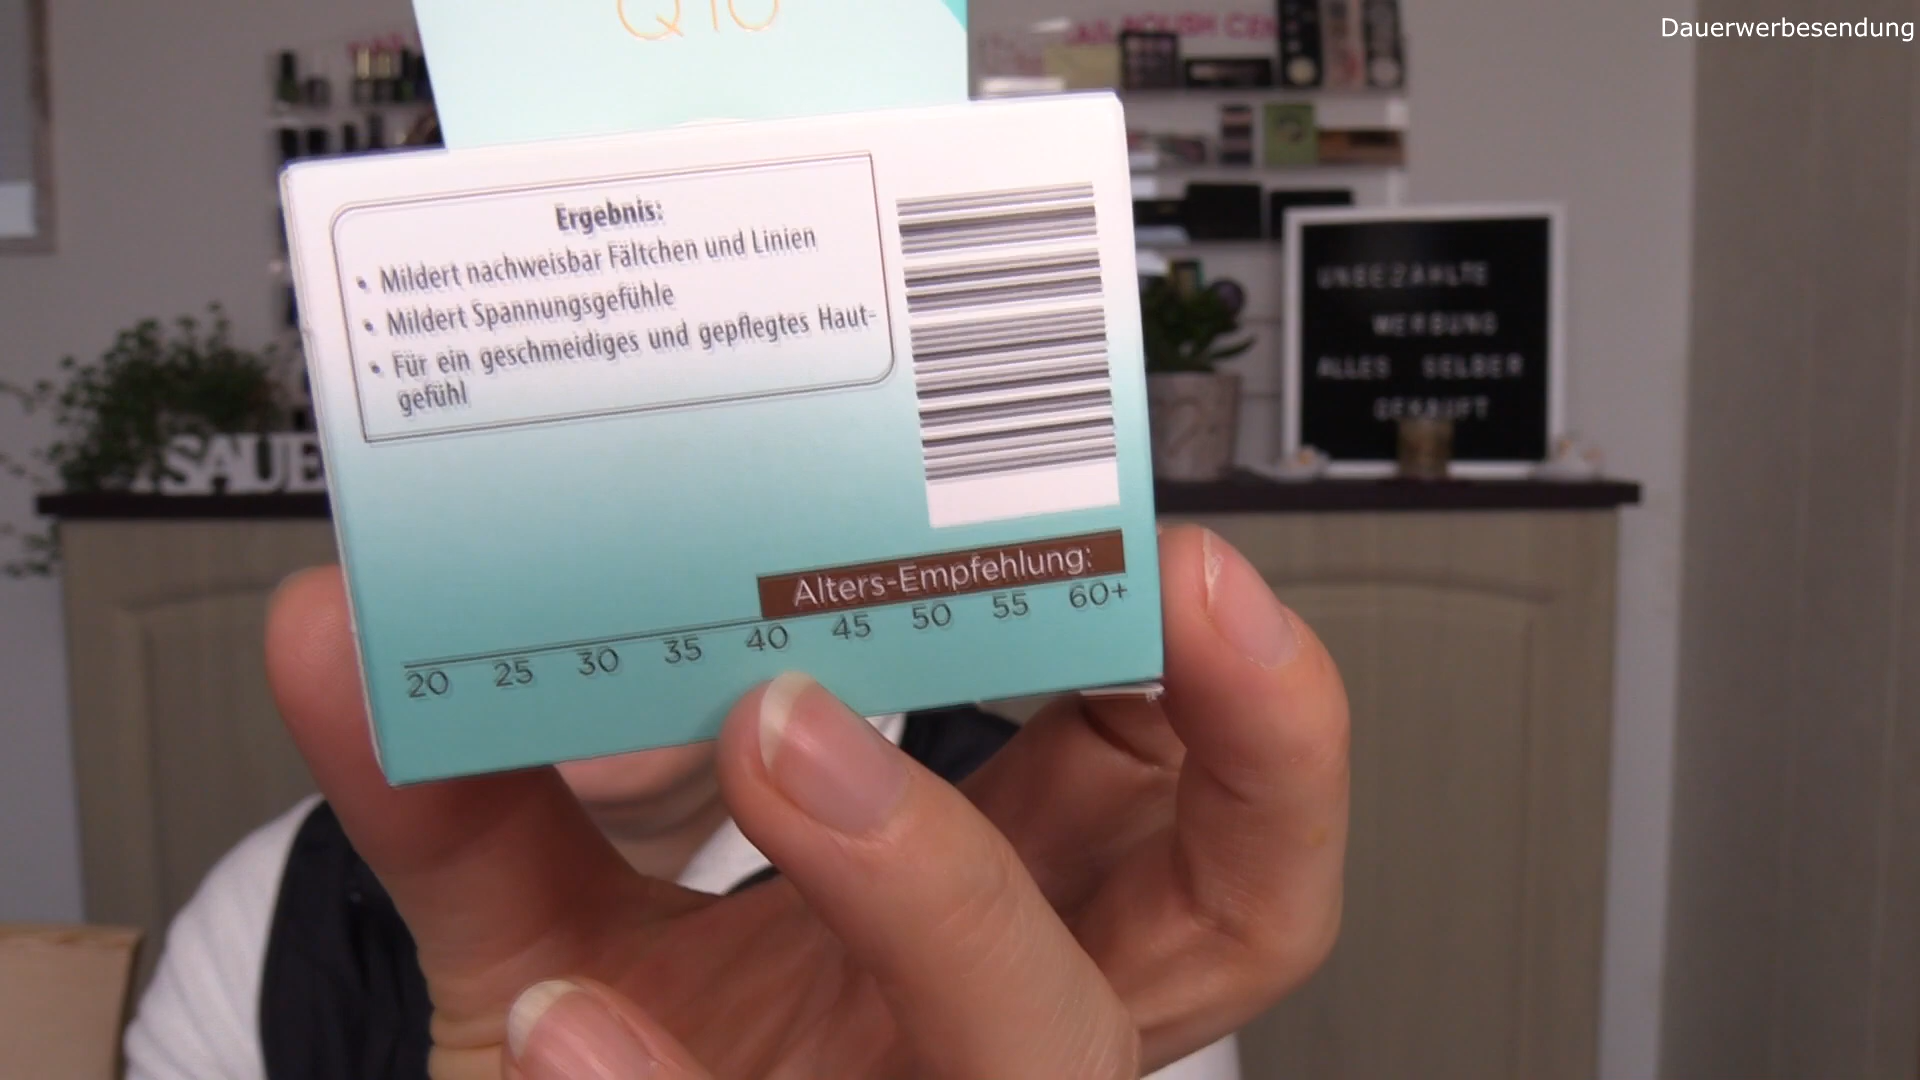 Dauerwerbesendung
Q10
Ergebnis:
• Mildert nachweisbar Fältchen und Linien
• Mildert Spannungsgefühle
• Für ein geschmeidiges und gepflegtes Haut-
gefühl
Alters-Empfehlung:
20 25 30 35 40 45 50 55 60+
UNBEZAHLTE
WERBUNG
ALLES SELBER
GEKAUFT
SAUE